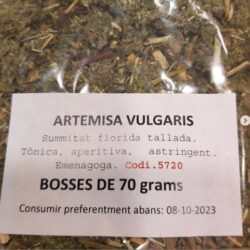 ARTEMISA VULGARIS
Summitat florida tallada.
Tônica, aperitiva, astringent.
Emenagoga. Codi.5720
BOSSES DE 70 grams
Consumir preferentment abans: 08-10-2023